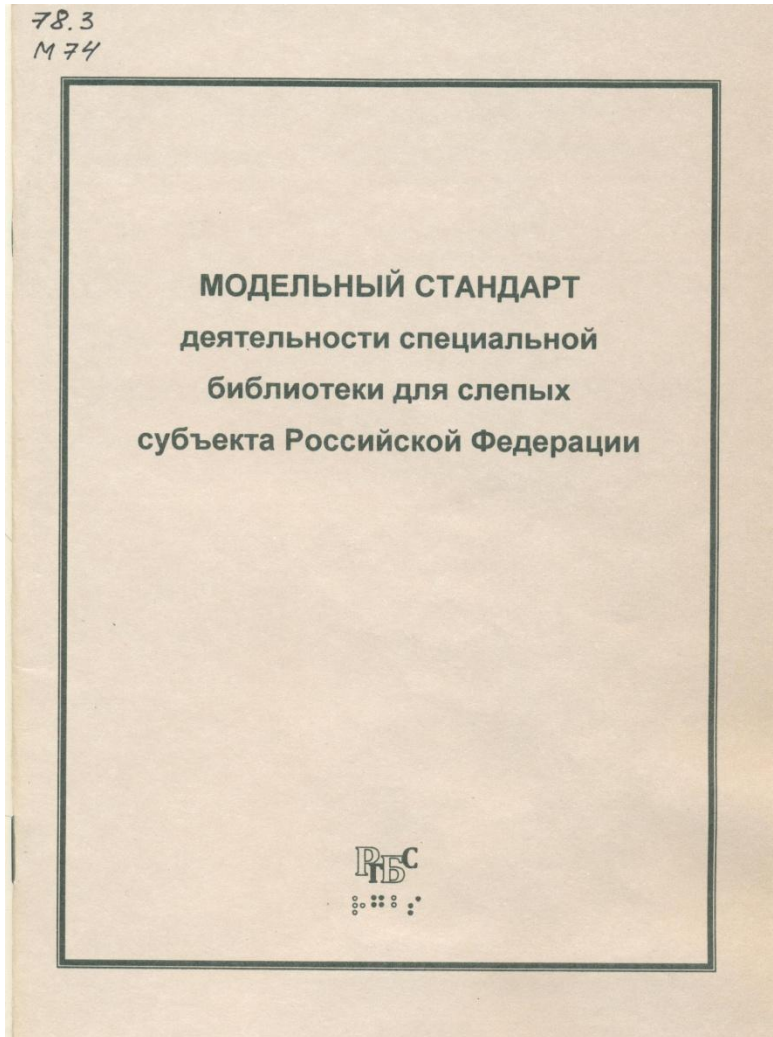 78.3
М 74
МОДЕЛЬНЫЙ СТАНДАРТ
деятельности специальной
библиотеки для слепых
субъекта Российской Федерации
РГБС